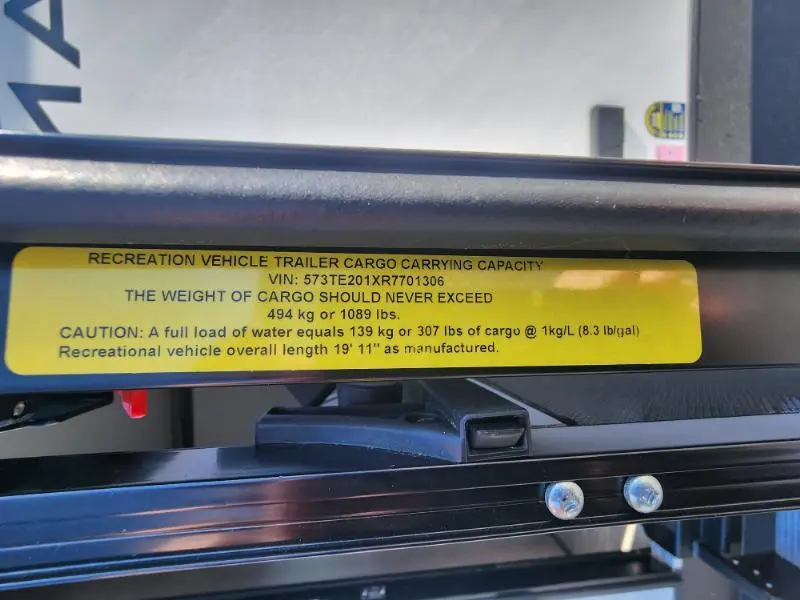 MA
RECREATION VEHICLE TRAILER CARGO CARRYING CAPACITY
VIN: 573TE201XR7701306
THE WEIGHT OF CARGO SHOULD NEVER EXCEED
494 kg or 1089 lbs.
CAUTION: A full load of water equals 139 kg or 307 lbs of cargo @ 1kg/L (8.3 lb/gal)
Recreational vehicle overall length 19' 11" as manufactured.